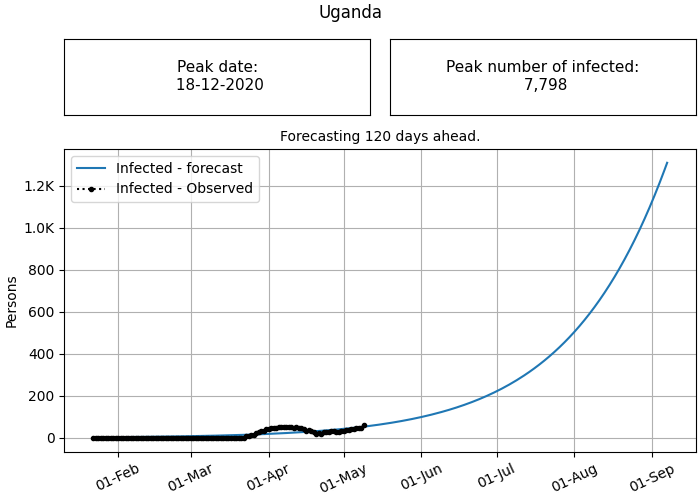 Uganda
Peak date:
18-12-2020
Peak number of infected:
7,798
Forecasting 120 days ahead.
Infected - forecast
Infected - Observed
1.2K
1.0K
800
600
400
200
0
Persons
01-Feb
01-Mar
01-Apr
01-May
01-Jun
01-Jul
01-Aug
01-Sep